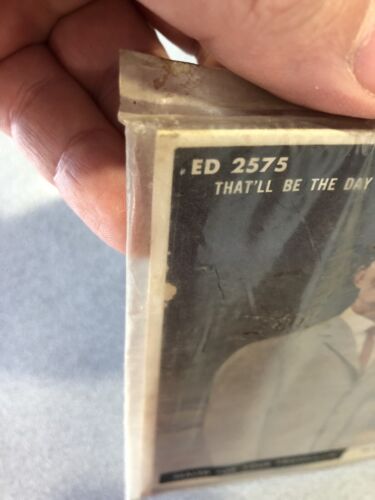 .ED 2575
THAT'LL BE THE DAY